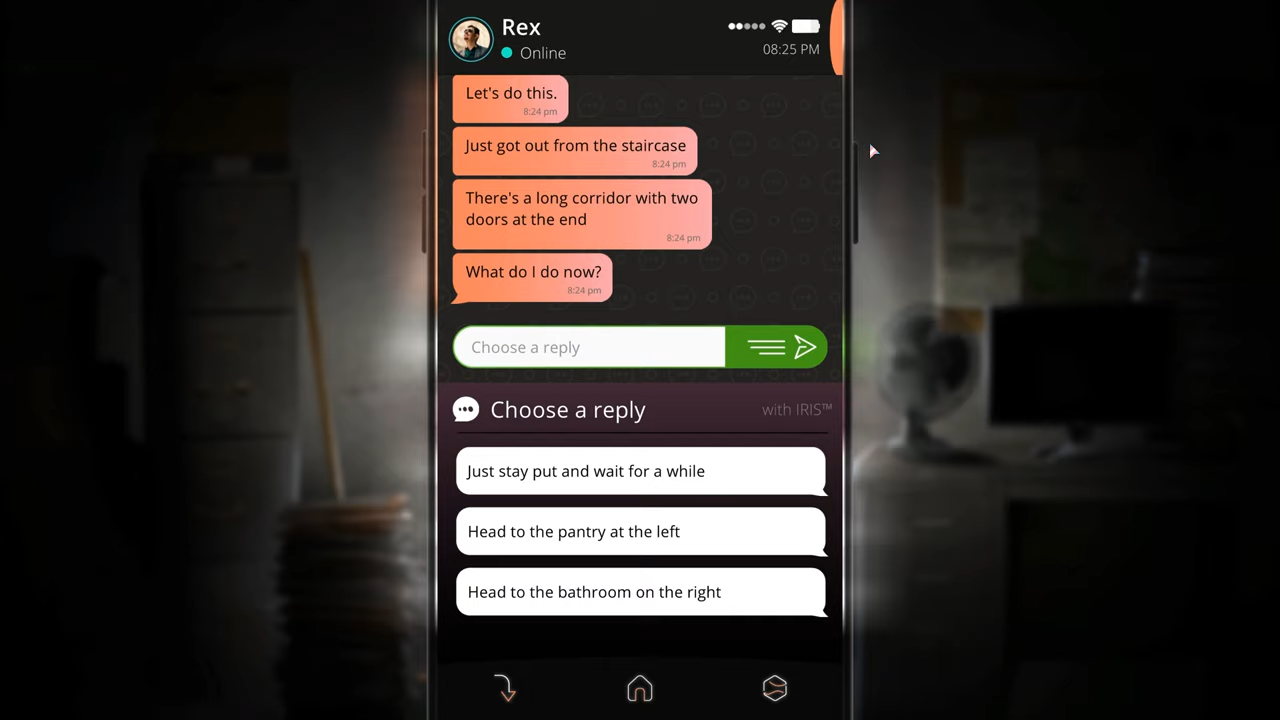 Rex
Online
08:25 PM
Let's do this.
8:24 pm
Just got out from the staircase
8:24 pm
There's a long corridor with two
doors at the end
8:24 pm
What do I do now?
8:24 pm
Choose a reply
Choose a reply
with IRIS™
Just stay put and wait for a while
Head to the pantry at the left
Head to the bathroom on the right